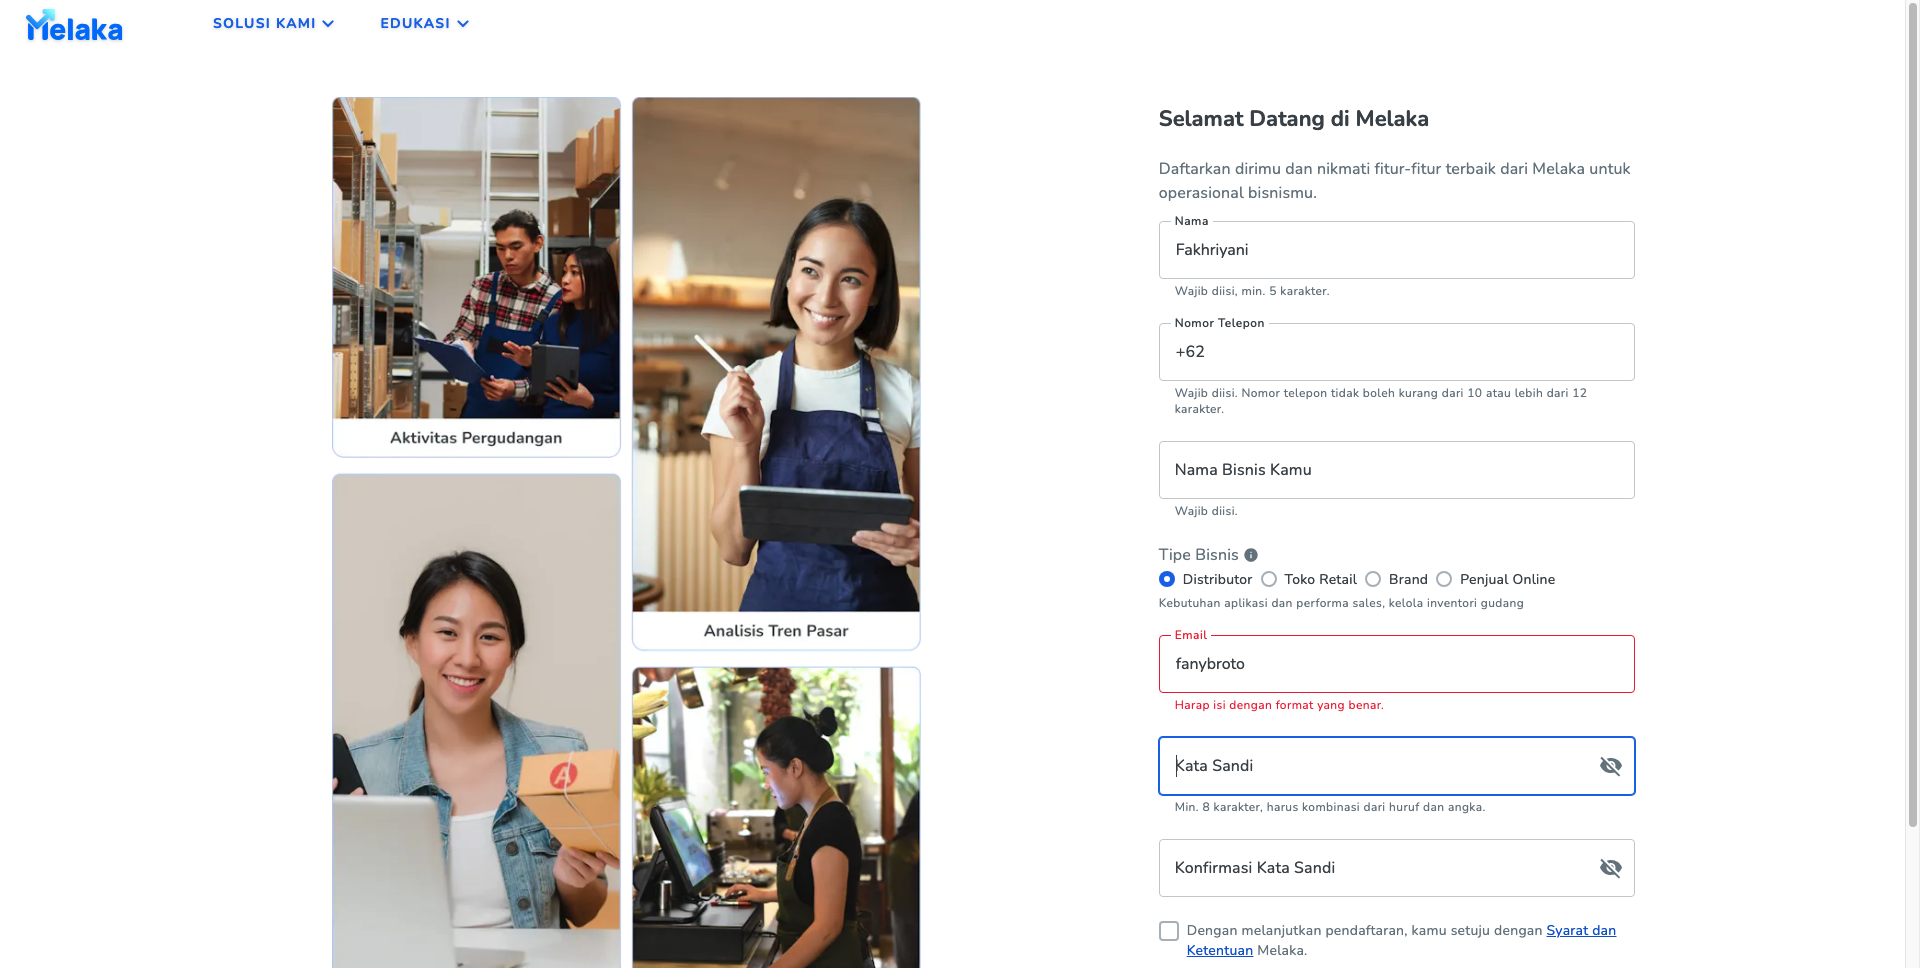 Melaka
SOLUSI KAMI
EDUKASI
Aktivitas Pergudangan
Analisis Tren Pasar
A
Selamat Datang di Melaka
Daftarkan dirimu dan nikmati fitur-fitur terbaik dari Melaka untuk
operasional bisnismu.
Nama
Fakhriyani
Wajib diisi, min. 5 karakter.
Nomor Telepon
+62
Wajib diisi. Nomor telepon tidak boleh kurang dari 10 atau lebih dari 12
karakter.
Nama Bisnis Kamu
Wajib diisi.
Tipe Bisnis
Distributor Toko Retail Brand Penjual Online
Kebutuhan aplikasi dan performa sales, kelola inventori gudang
Email
fanybroto
Harap isi dengan format yang benar.
Kata Sandi
Min. 8 karakter, harus kombinasi dari huruf dan angka.
Konfirmasi Kata Sandi
Dengan melanjutkan pendaftaran, kamu setuju dengan Syarat dan
Ketentuan Melaka.